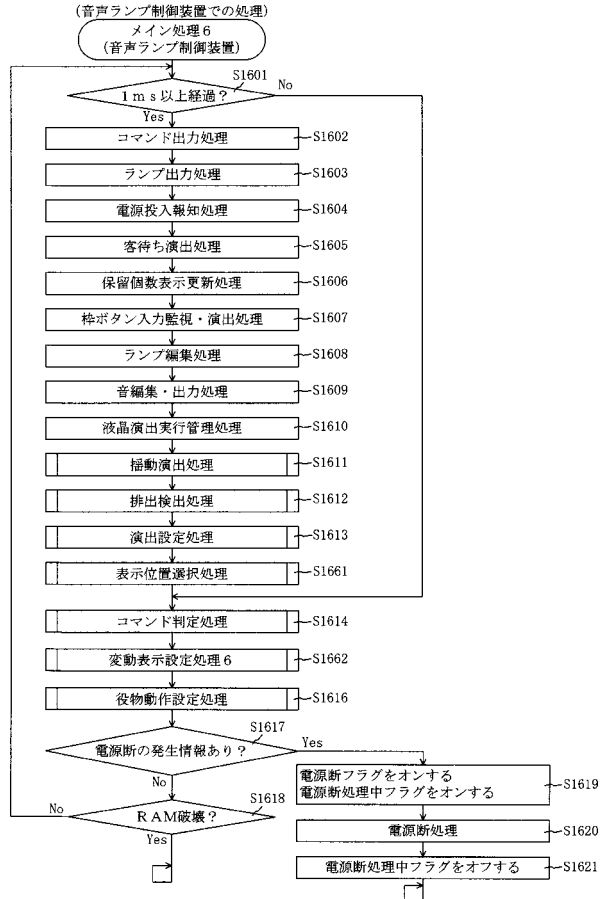 (音声ランプ制御装置での処理)
メイン処理6
(音声ランプ制御装置)
S1601
1ms以上経過?
No
Yes
コマンド出力処理
S1602
ランプ出力処理
S1603
電源投入報知処理
S1604
客待ち演出処理
S1605
保留個数表示更新処理
S1606
枠ボタン入力監視・演出処理
S1607
ランプ編集処理
S1608
音編集・出力処理
S1609
液晶演出実行管理処理
S1610
揺動演出処理
S1611
排出検出処理
S1612
演出設定処理
S1613
表示位置選択処理
S1661
コマンド判定処理
S1614
変動表示設定処理6
S1662
役物動作設定処理
S1616
S1617
電源断の発生情報あり?
Yes
No
電源断フラグをオンする
電源断処理中フラグをオンする
S1619
S1618
No
RAM破壊?
Yes
電源断処理
S1620
電源断処理中フラグをオフする
S1621